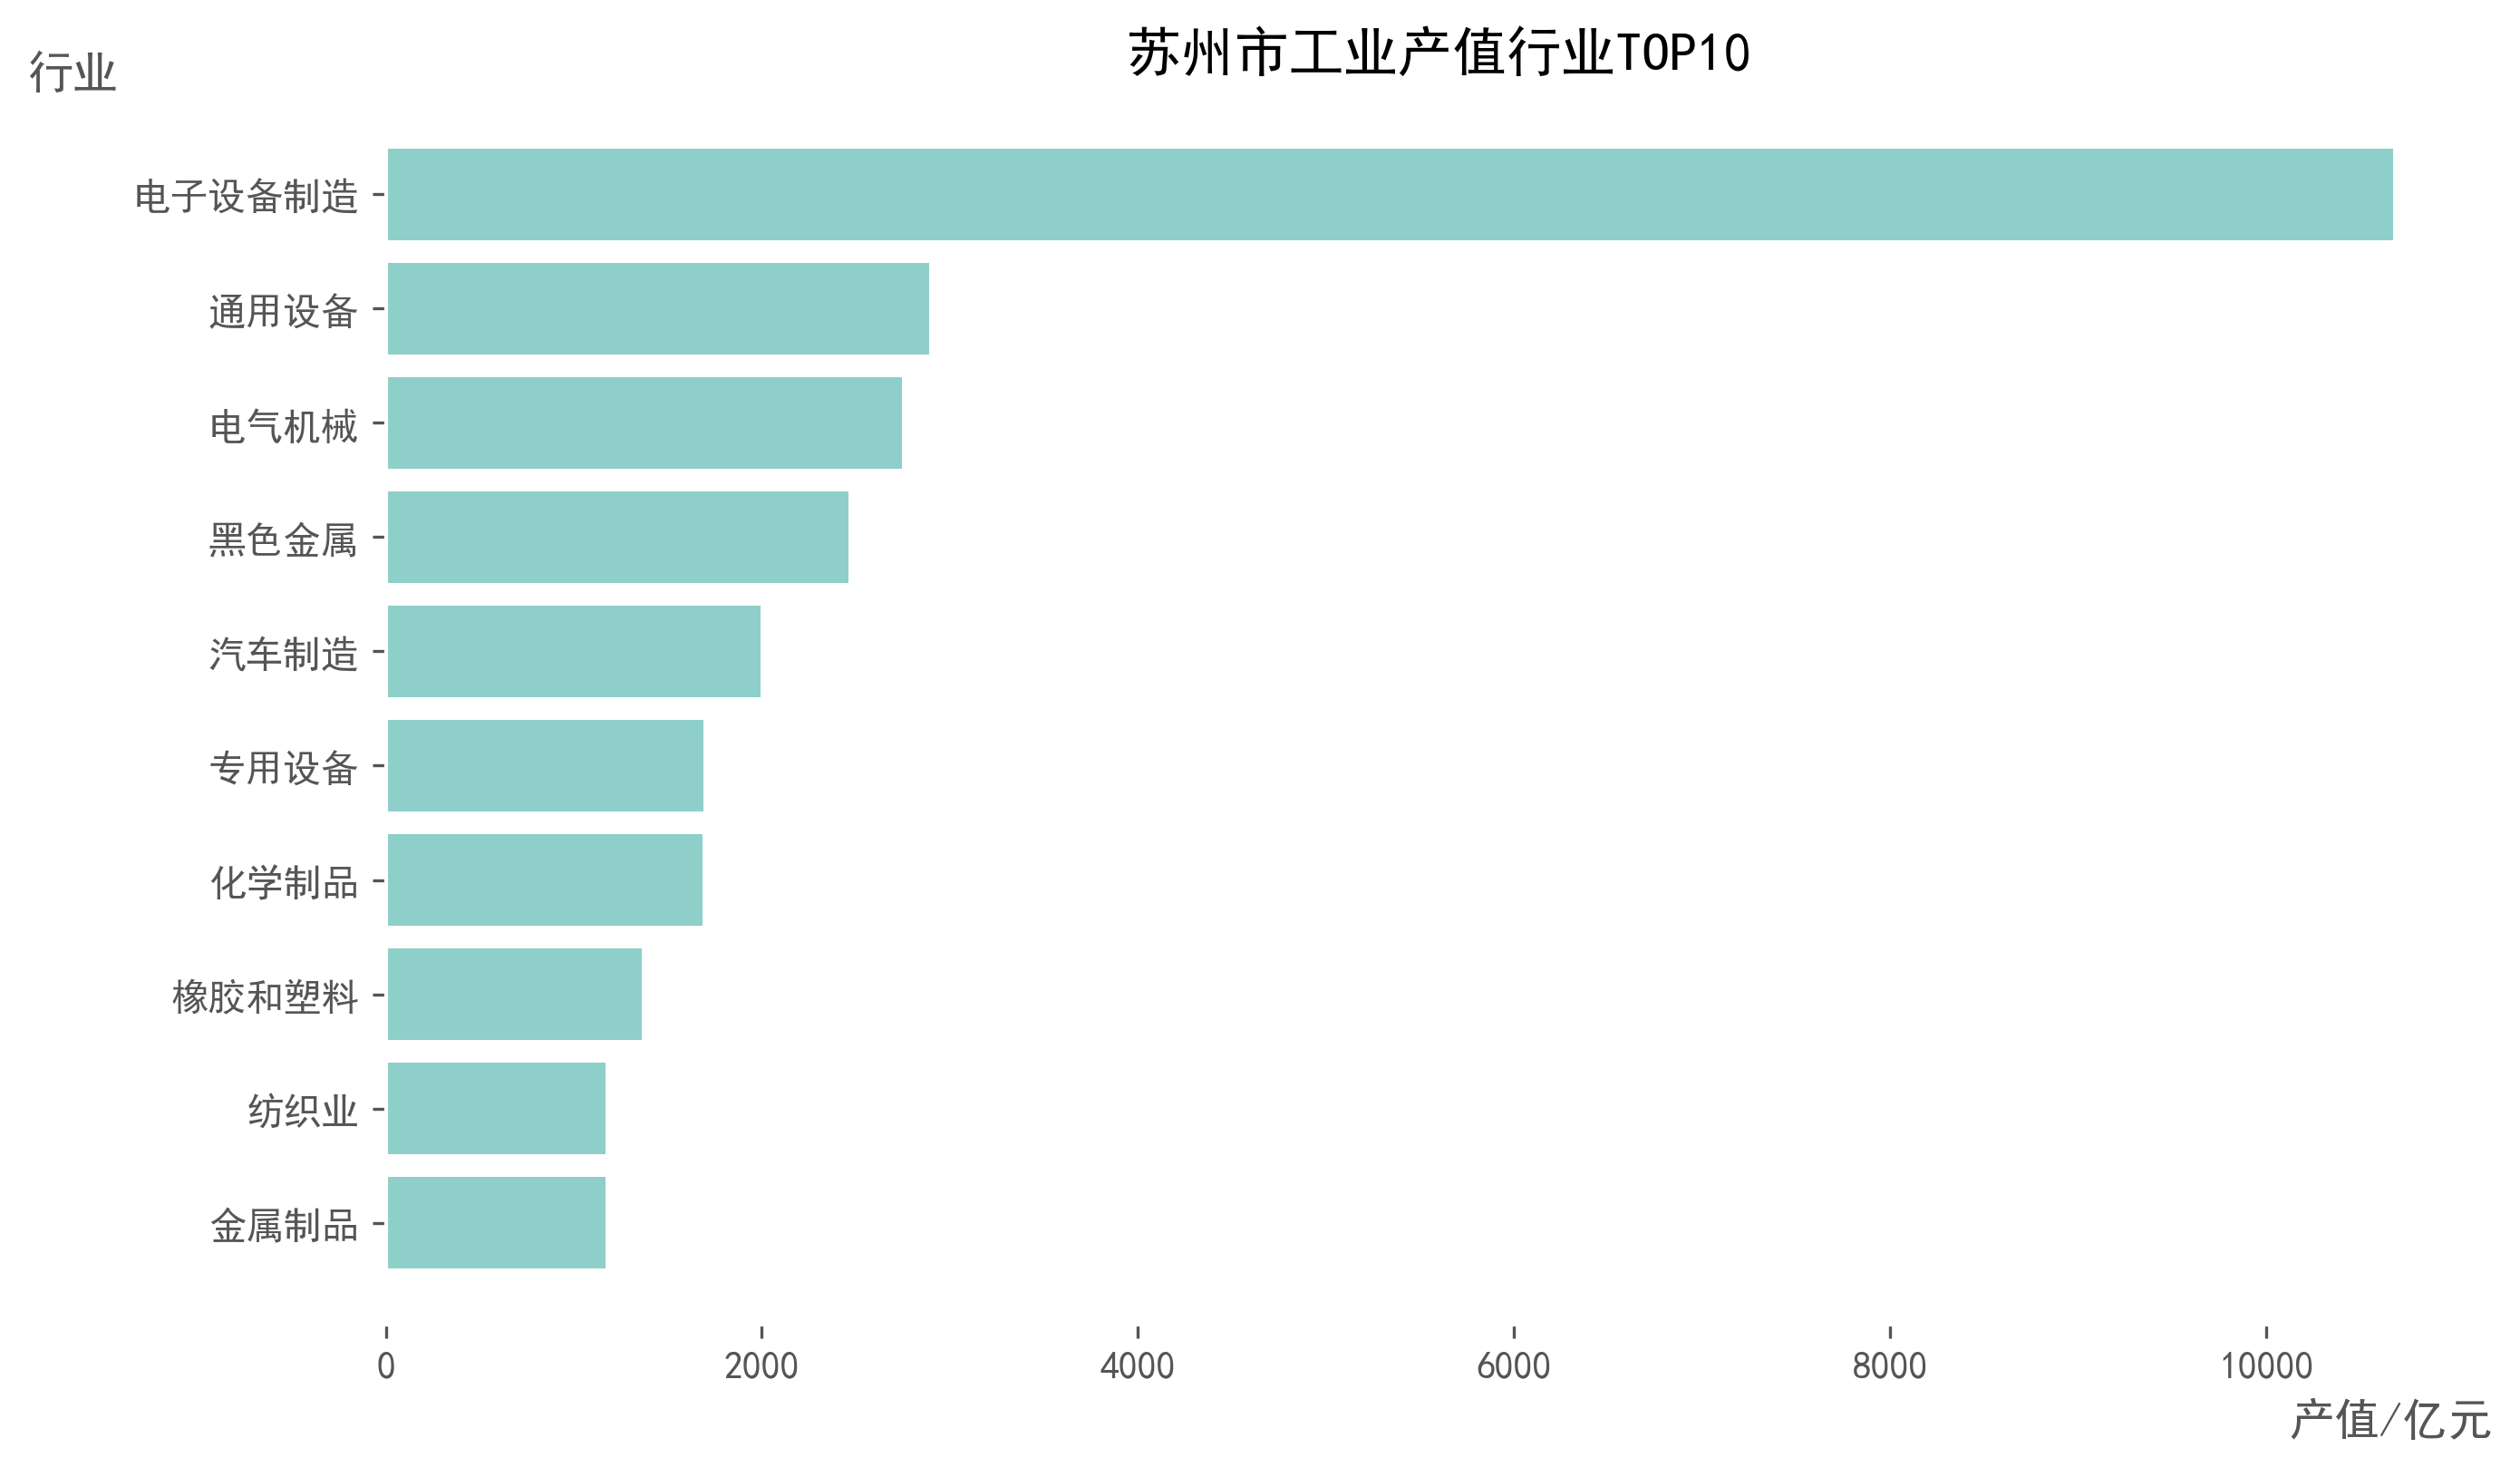 苏州市工业产值行业TOP10
行业
电子设备制造
通用设备
电气机械
黑色金属
汽车制造
专用设备
化学制品
橡胶和塑料
纺织业
金属制品
0 2000 4000 6000 8000 10000
产值/亿元